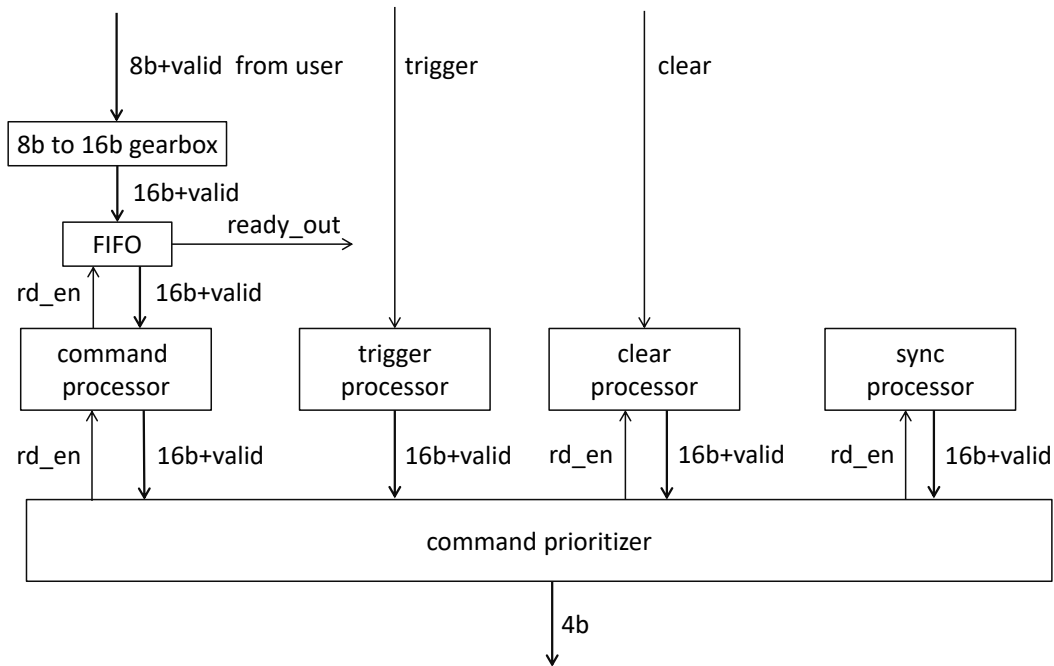 8b+valid from user
trigger
clear
8b to 16b gearbox
16b+valid
ready_out
FIFO
rd_en
16b+valid
command
processor
trigger
processor
clear
processor
sync
processor
rd_en
16b+valid
16b+valid
rd_en
16b+valid
rd_en
16b+valid
command prioritizer
4b